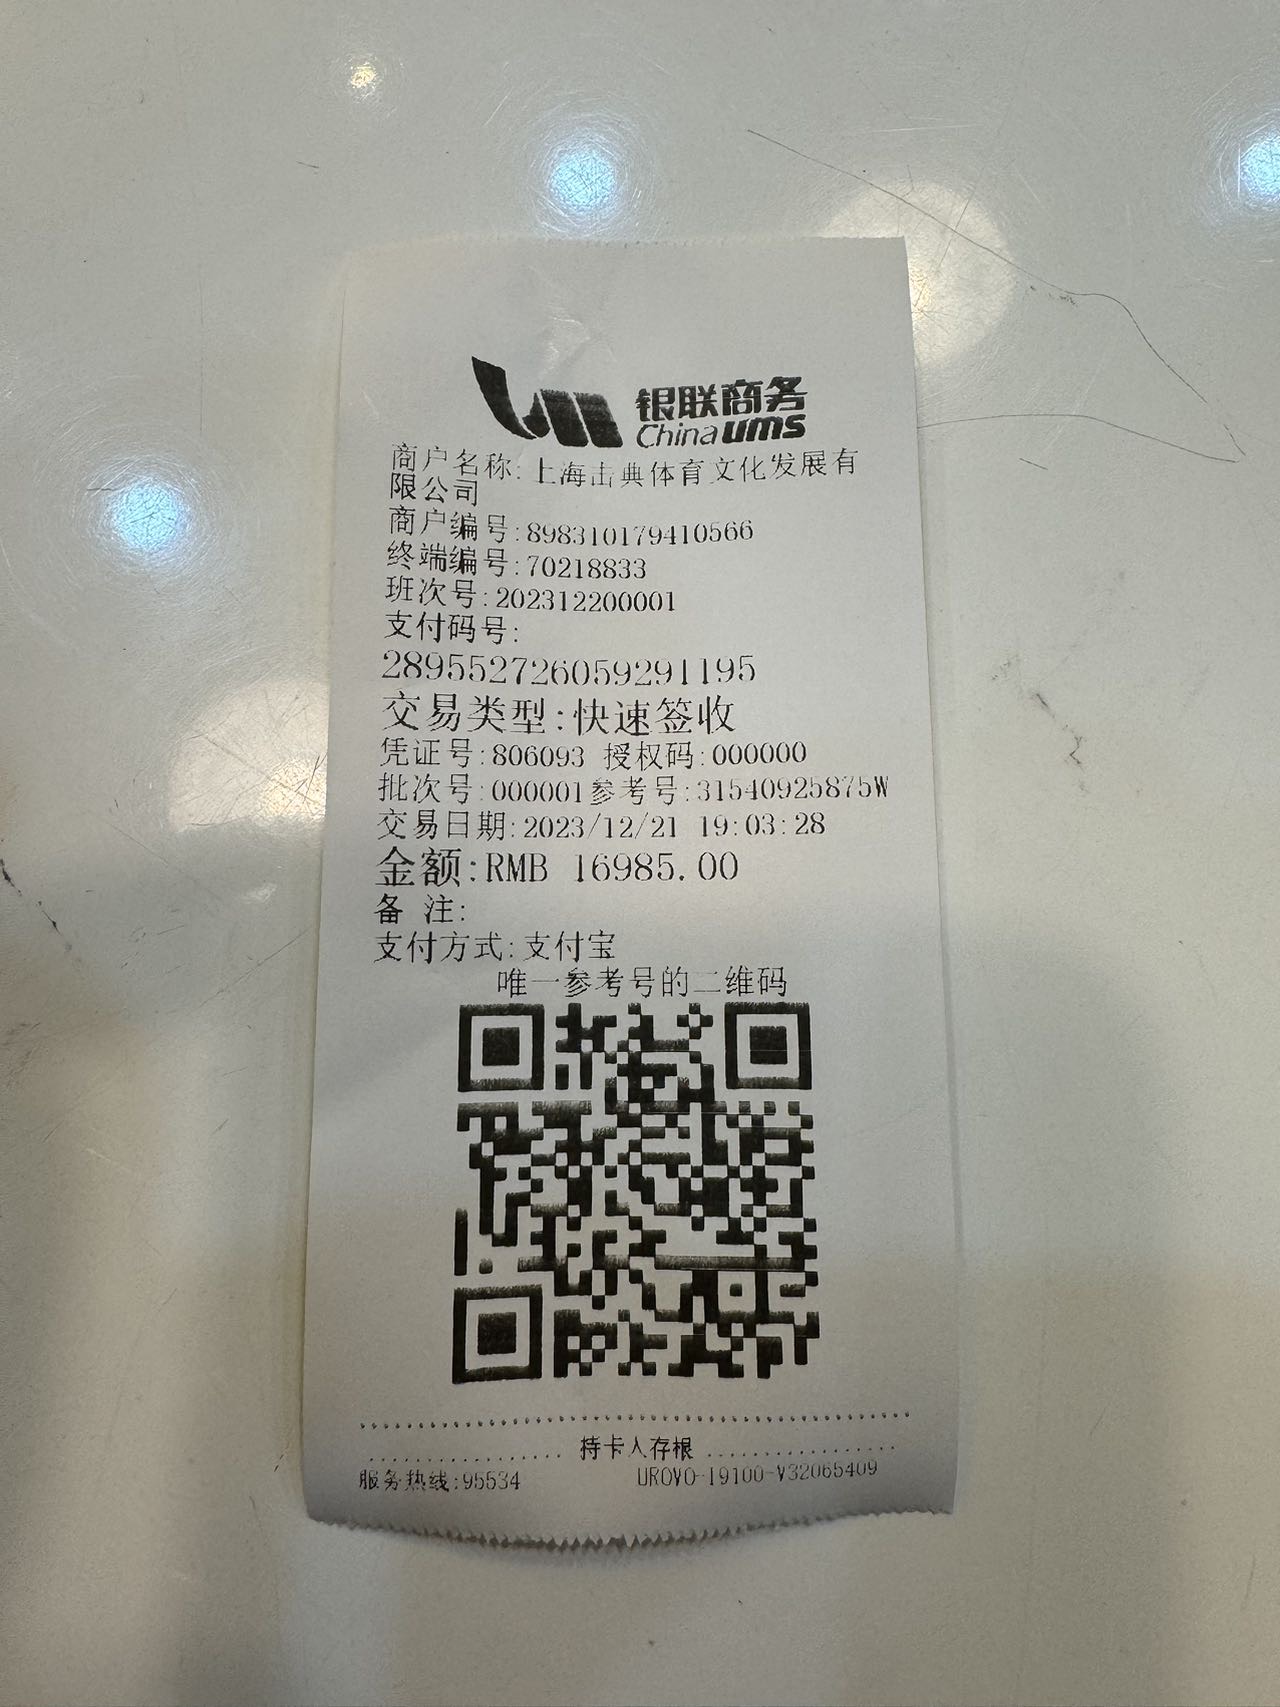 银联商务
China ums
商户名称:上海击典体育文化发展有
限公司
商户编号:898310179410566
终端编号:70218833
班次号:202312200001
支付码号:
289552726059291195
交易类型:快速签收
凭证号:806093 授权码:000000
批次号:000001参考号:31540925875W
交易日期:2023/12/21 19:03:28
金额:RMB 16985.00
备 注:
支付方式:支付宝
唯一参考号的二维码
持卡人存根
服务热线:95534 UROVO-I9100-V32065409